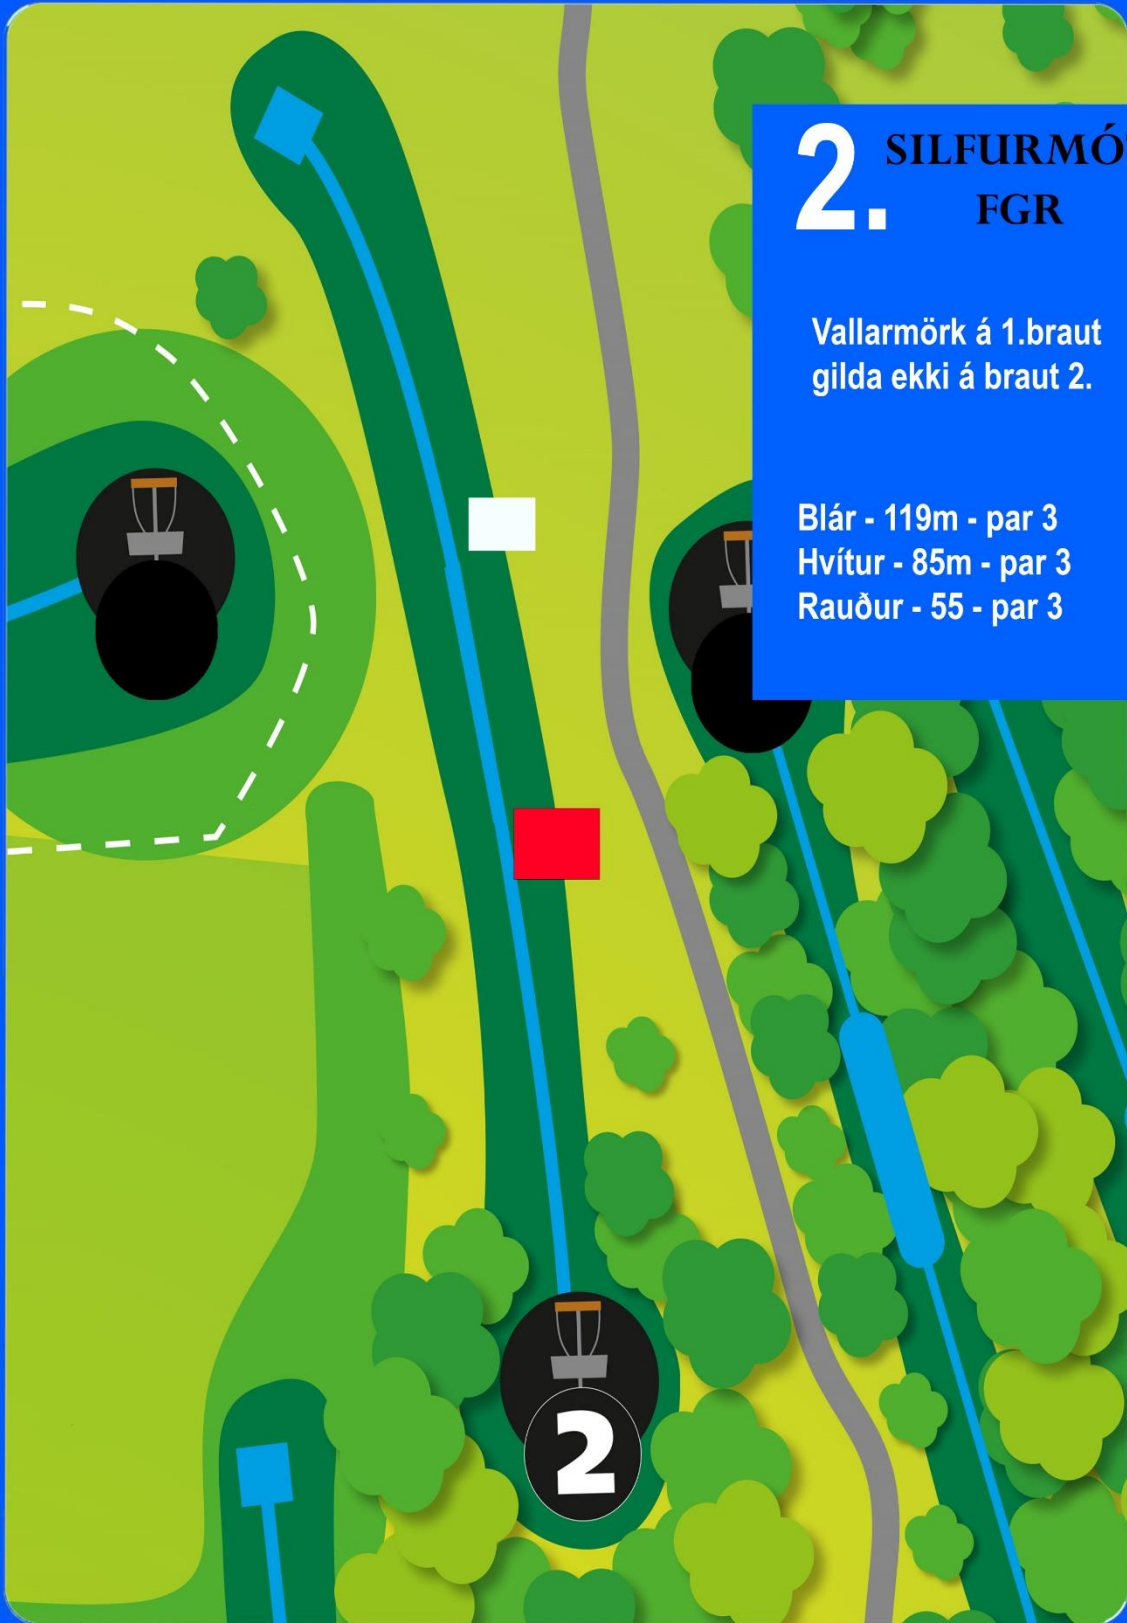 2. SILFURMÓ
FGR
Vallarmörk á 1.braut
gilda ekki á braut 2.
Blár - 119m - par 3
Hvítur - 85m - par 3
Rauður - 55 - par 3
2